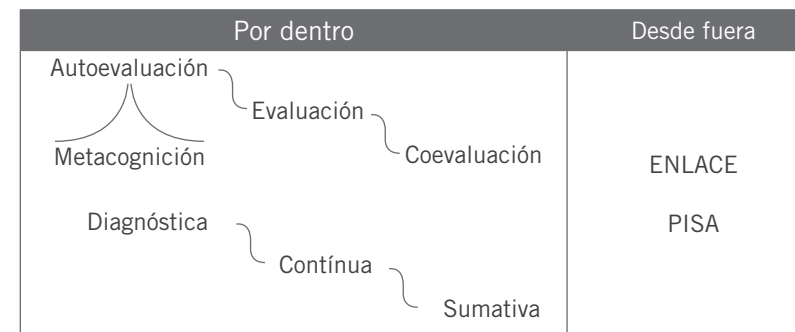 Por dentro
Desde fuera
Autoevaluación
Evaluación
Metacognición
Coevaluación
ENLACE
Diagnóstica
PISA
Contínua
Sumativa